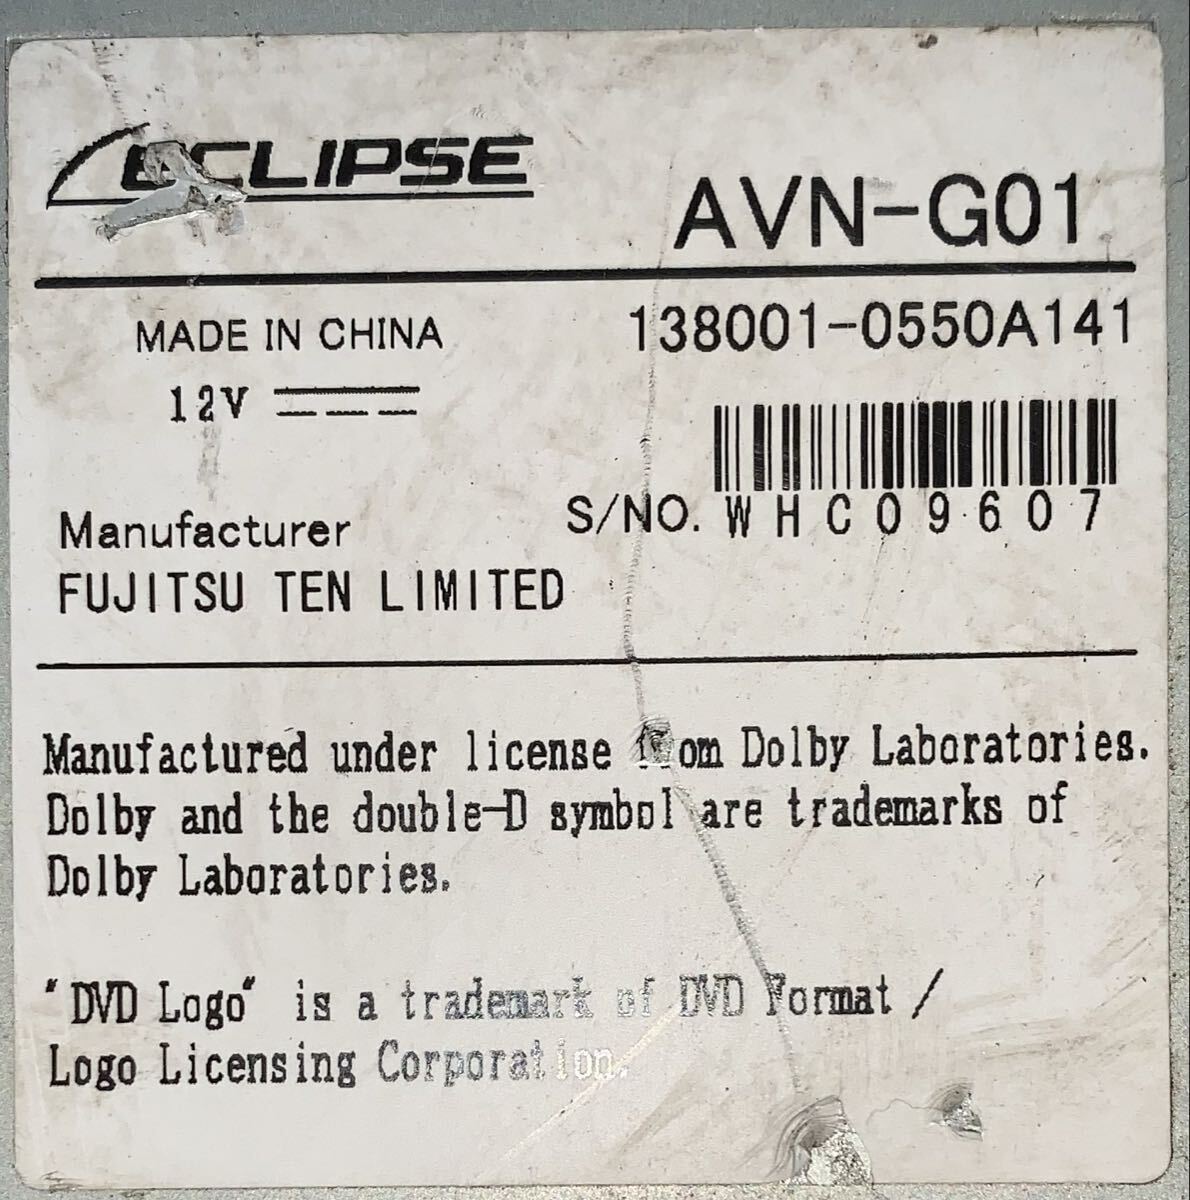 ECLIPSE
AVN-G01
MADE IN CHINA
138001-0550A141
12V
S/NO. WHC09607
Manufacturer
FUJITSU TEN LIMITED
Manufactured under license from Dolby Laboratories.
Dolby and the double-D symbol are trademarks of
Dolby Laboratories.
"DVD Logo" is a trademark of DVD Format /
Logo Licensing Corporation.